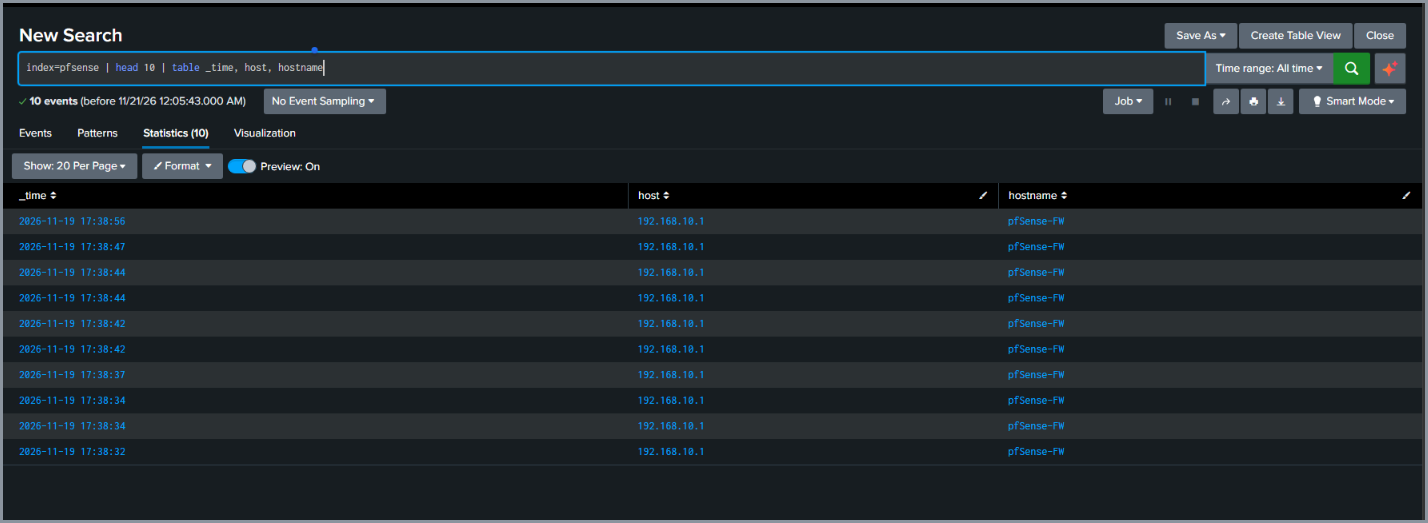 New Search
Save As Create Table View Close
index=pfsense | head 10 | table _time, host, hostname
Time range: All time
10 events (before 11/21/26 12:05:43.000 AM) No Event Sampling Job Smart Mode
Events Patterns Statistics (10) Visualization
Show: 20 Per Page Format Preview: On
_time host hostname
2026-11-19 17:38:56 192.168.10.1 pfSense-FW
2026-11-19 17:38:47 192.168.10.1 pfSense-FW
2026-11-19 17:38:44 192.168.10.1 pfSense-FW
2026-11-19 17:38:44 192.168.10.1 pfSense-FW
2026-11-19 17:38:42 192.168.10.1 pfSense-FW
2026-11-19 17:38:42 192.168.10.1 pfSense-FW
2026-11-19 17:38:37 192.168.10.1 pfSense-FW
2026-11-19 17:38:34 192.168.10.1 pfSense-FW
2026-11-19 17:38:34 192.168.10.1 pfSense-FW
2026-11-19 17:38:32 192.168.10.1 pfSense-FW